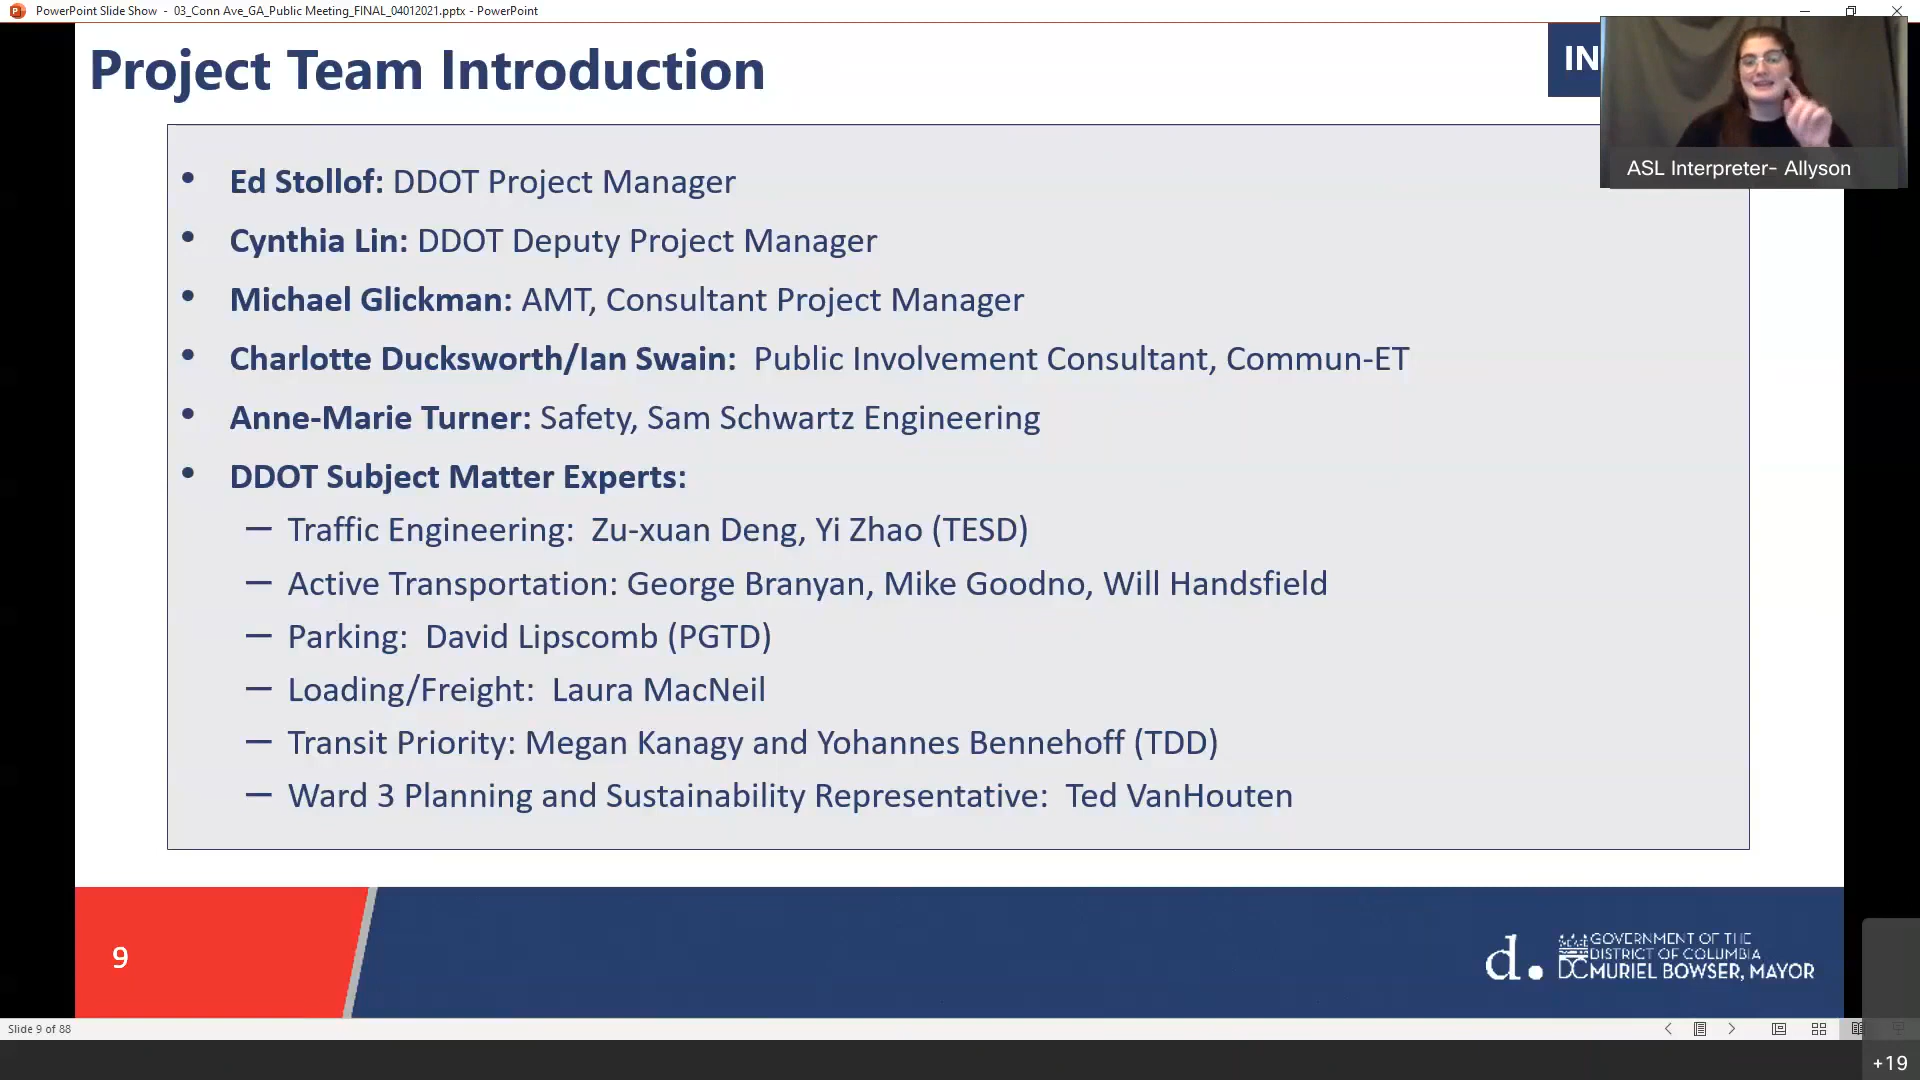 03_Conn Ave_GA_Public Meeting_FINAL_04012021.pptx - PowerPoint
PowerPoint Slide Show -
Project Team Introduction
IN
ASL Interpreter- Allyson
• Ed Stollof: DDOT Project Manager
• Cynthia Lin: DDOT Deputy Project Manager
• Michael Glickman: AMT, Consultant Project Manager
• Charlotte Ducksworth/Ian Swain: Public Involvement Consultant, Commun-ET
• Anne-Marie Turner: Safety, Sam Schwartz Engineering
• DDOT Subject Matter Experts:
— Traffic Engineering: Zu-xuan Deng, Yi Zhao (TESD)
— Active Transportation: George Branyan, Mike Goodno, Will Handsfield
— Parking: David Lipscomb (PGTD)
— Loading/Freight: Laura MacNeil
— Transit Priority: Megan Kanagy and Yohannes Bennehoff (TDD)
— Ward 3 Planning and Sustainability Representative: Ted VanHouten
9
d.
GOVERNMENT OF THE
DISTRICT OF COLUMBIA
DC MURIEL BOWSER, MAYOR
Slide 9 of 88
+19